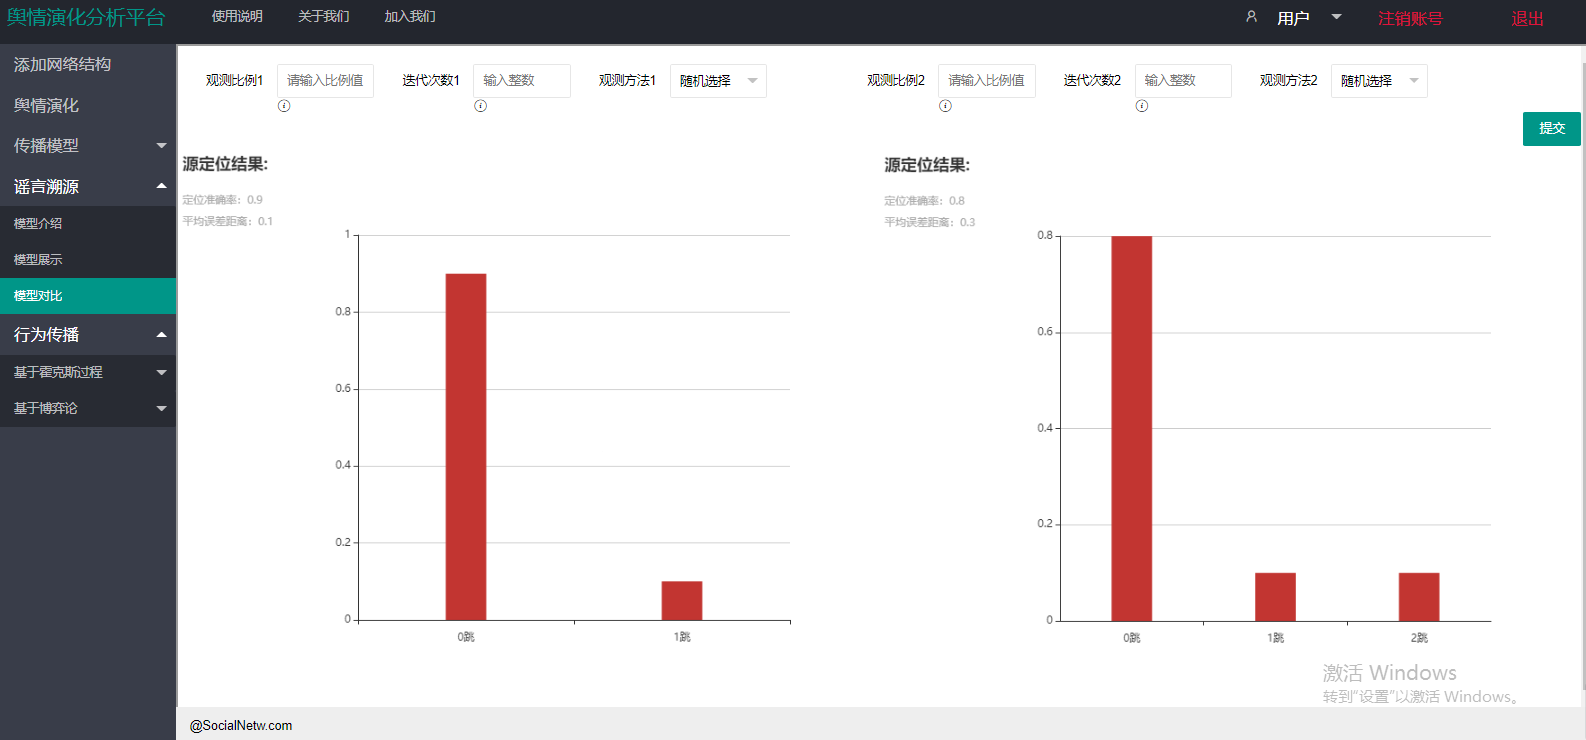 舆情演化分析平台 使用说明 关于我们 加入我们 用户 注销账号 退出
添加网络结构
舆情演化
传播模型
谣言溯源
模型介绍
模型展示
模型对比
行为传播
基于霍克斯过程
基于博弈论
观测比例1 请输入比例值 迭代次数1 输入整数 观测方法1 随机选择 观测比例2 请输入比例值 迭代次数2 输入整数 观测方法2 随机选择
提交
源定位结果:
定位准确率：0.9
平均误差距离：0.1
1
0.8
0.6
0.4
0.2
0
0跳 1跳
源定位结果:
定位准确率：0.8
平均误差距离：0.3
0.8
0.6
0.4
0.2
0
0跳 1跳 2跳
激活 Windows
转到“设置”以激活 Windows。
@SocialNetw.com